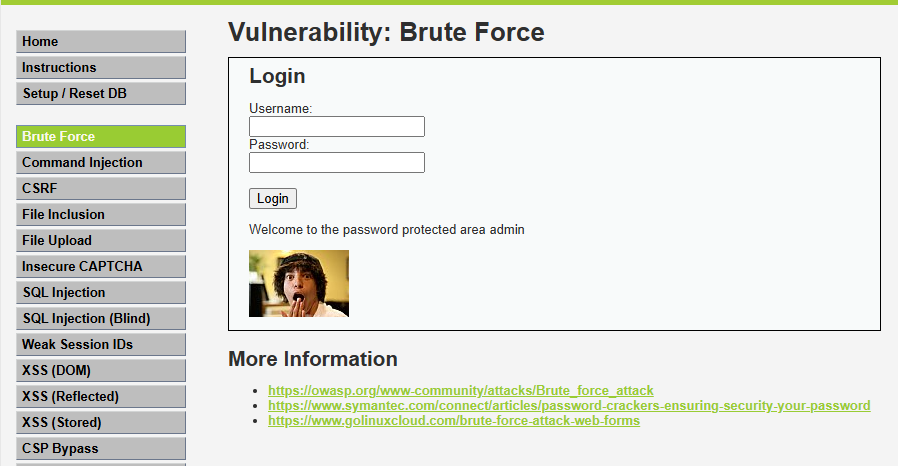 Vulnerability: Brute Force
Home
Instructions
Setup / Reset DB
Brute Force
Command Injection
CSRF
File Inclusion
File Upload
Insecure CAPTCHA
SQL Injection
SQL Injection (Blind)
Weak Session IDs
XSS (DOM)
XSS (Reflected)
XSS (Stored)
CSP Bypass
Login
Username:
Password:
Login
Welcome to the password protected area admin
More Information
https://owasp.org/www-community/attacks/Brute_force_attack
https://www.symantec.com/connect/articles/password-crackers-ensuring-security-your-password
https://www.golinuxcloud.com/brute-force-attack-web-forms